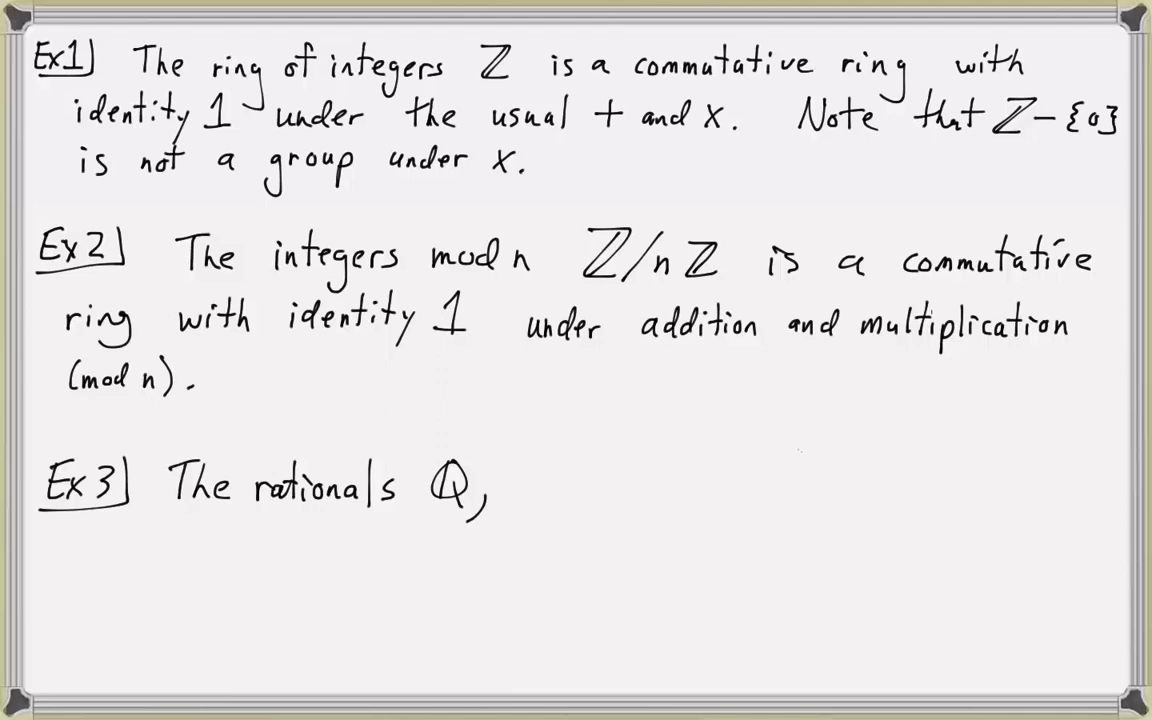 Ex1] The ring of integers ℤ is a commutative ring with
identity 1 under the usual + and ×. Note that ℤ-{0}
is not a group under ×.
Ex2] The integers mod n ℤ/nℤ is a commutative
ring with identity 1 under addition and multiplication
(mod n).
Ex3] The rationals ℚ,